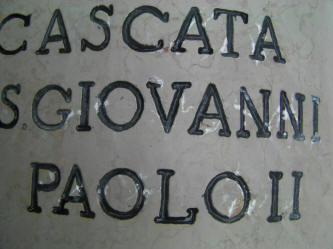 CASCATA
S. GIOVANNI
PAOLO II